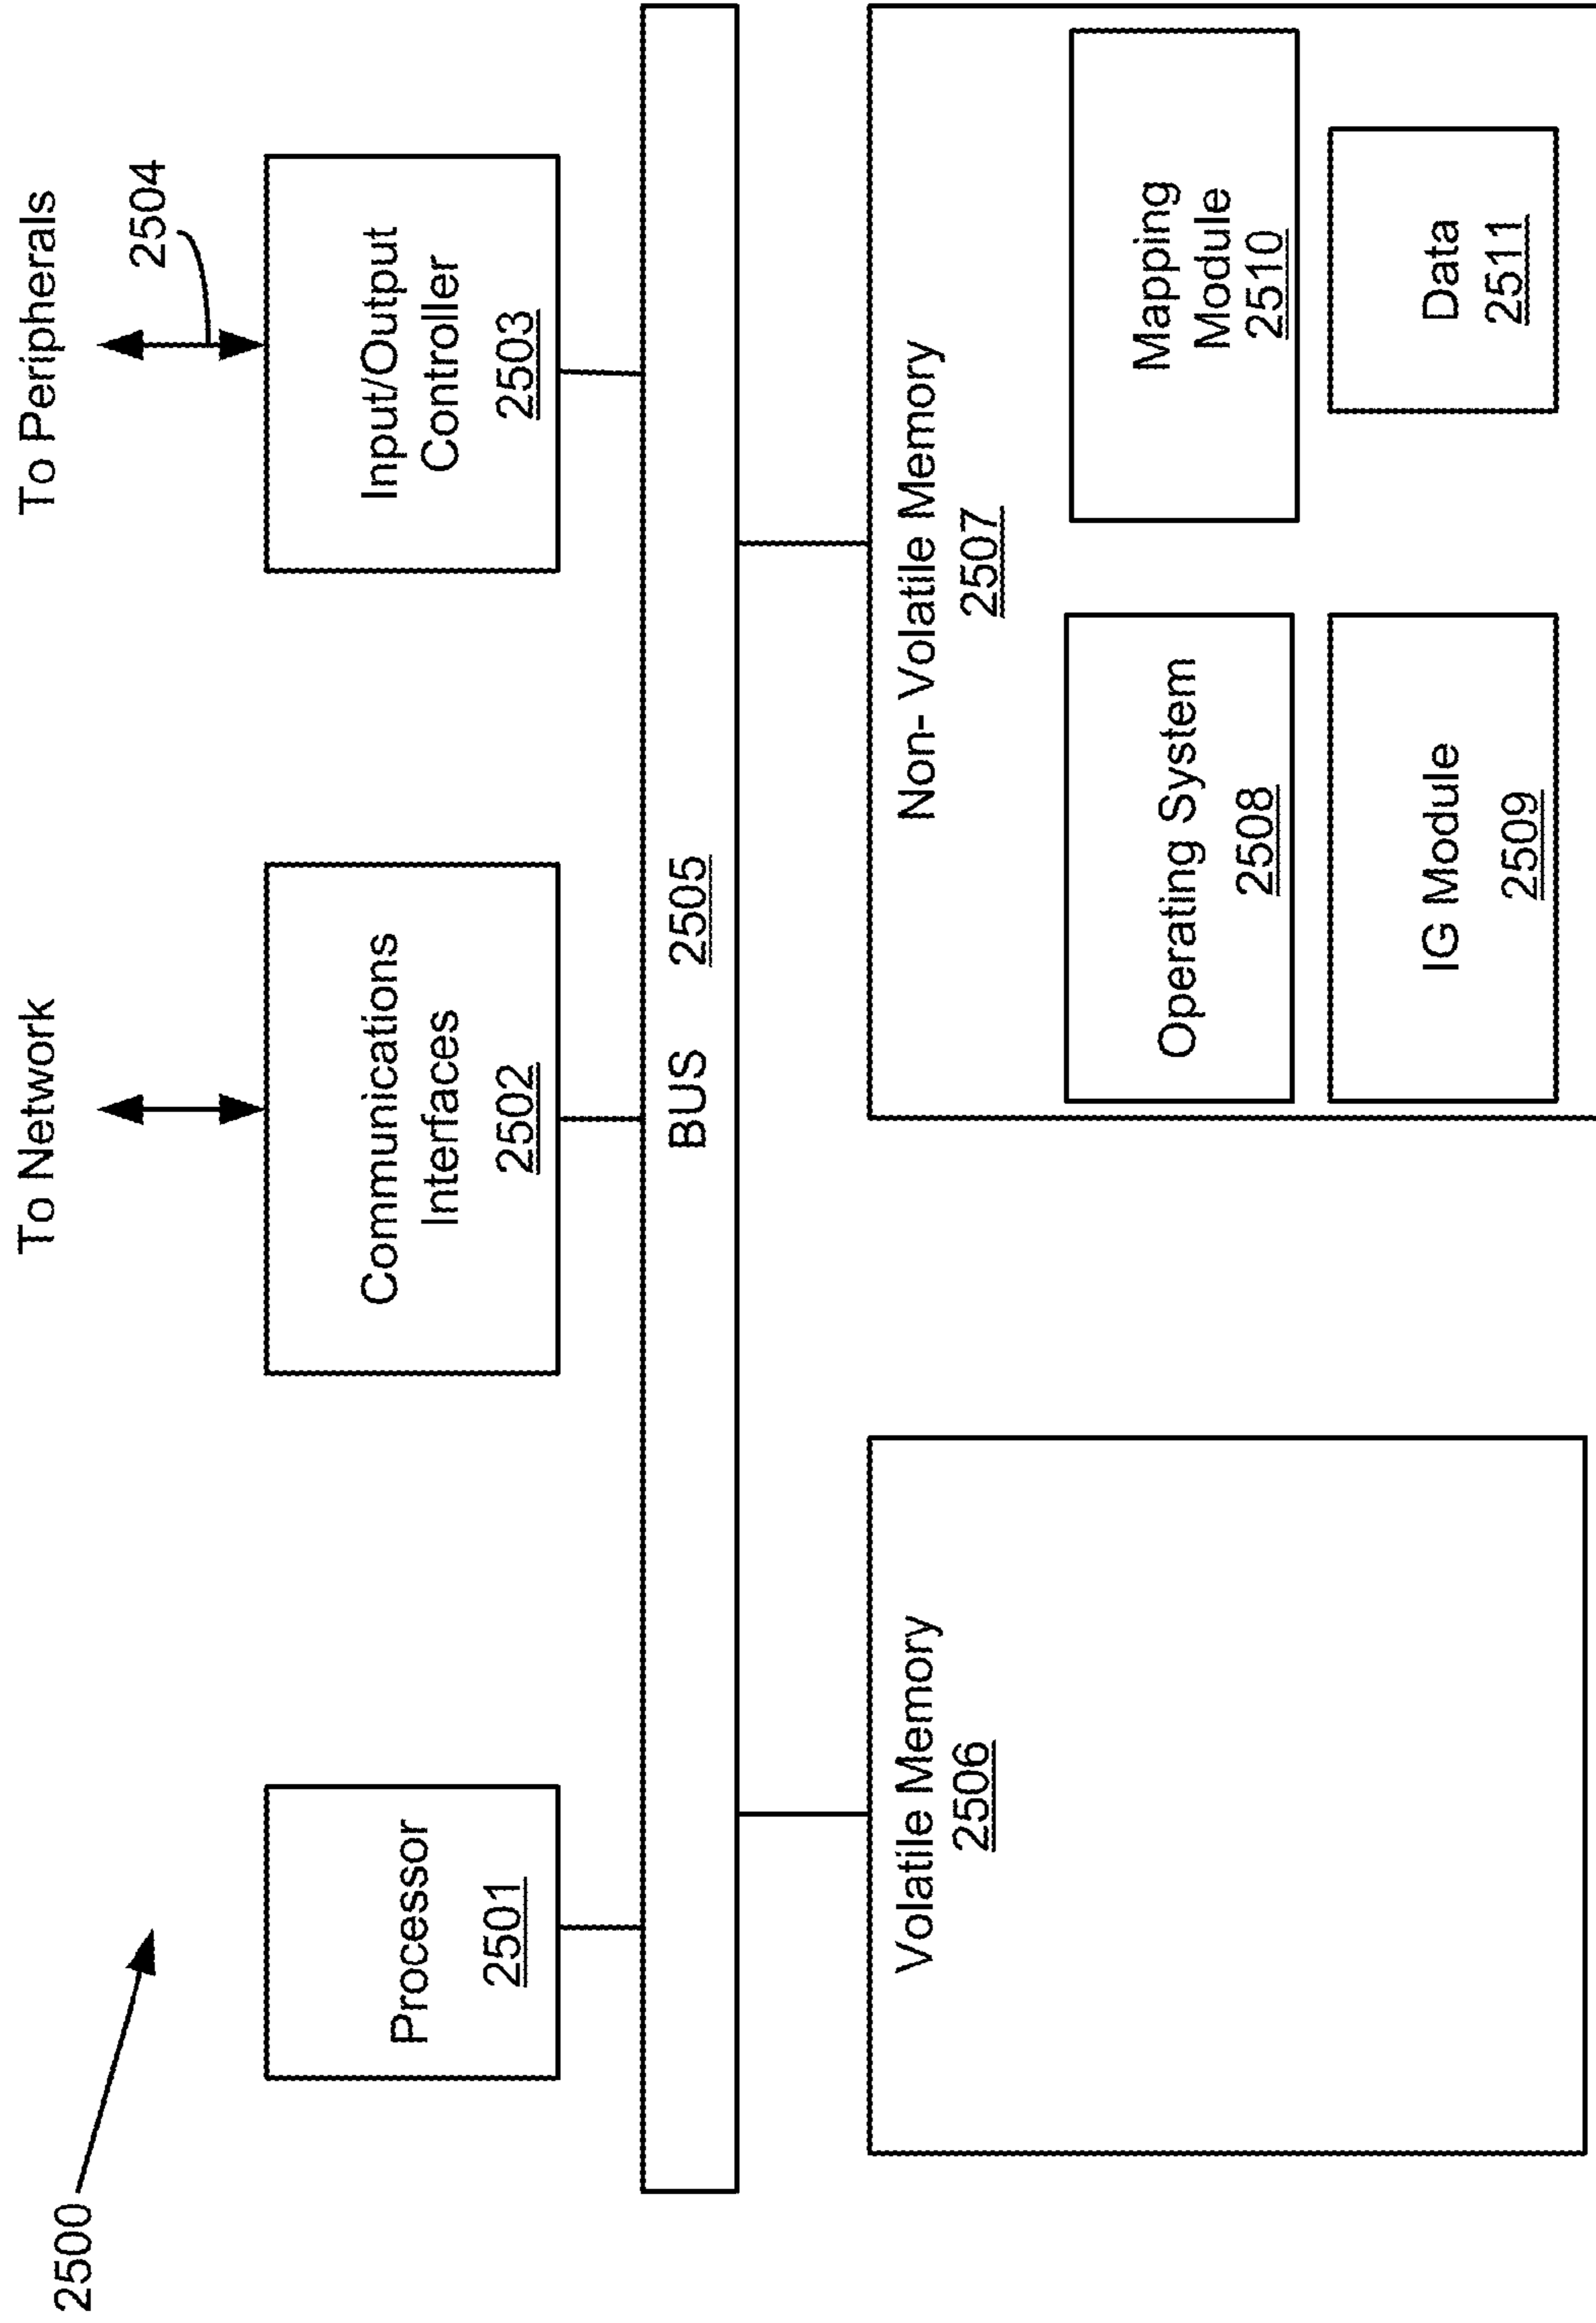 2500
To Network
To Peripherals
2504
Processor
2501
Communications
Interfaces
2502
Input/Output
Controller
2503
BUS 2505
Volatile Memory
2506
Non- Volatile Memory
2507
Operating System
2508
Mapping
Module
2510
IG Module
2509
Data
2511